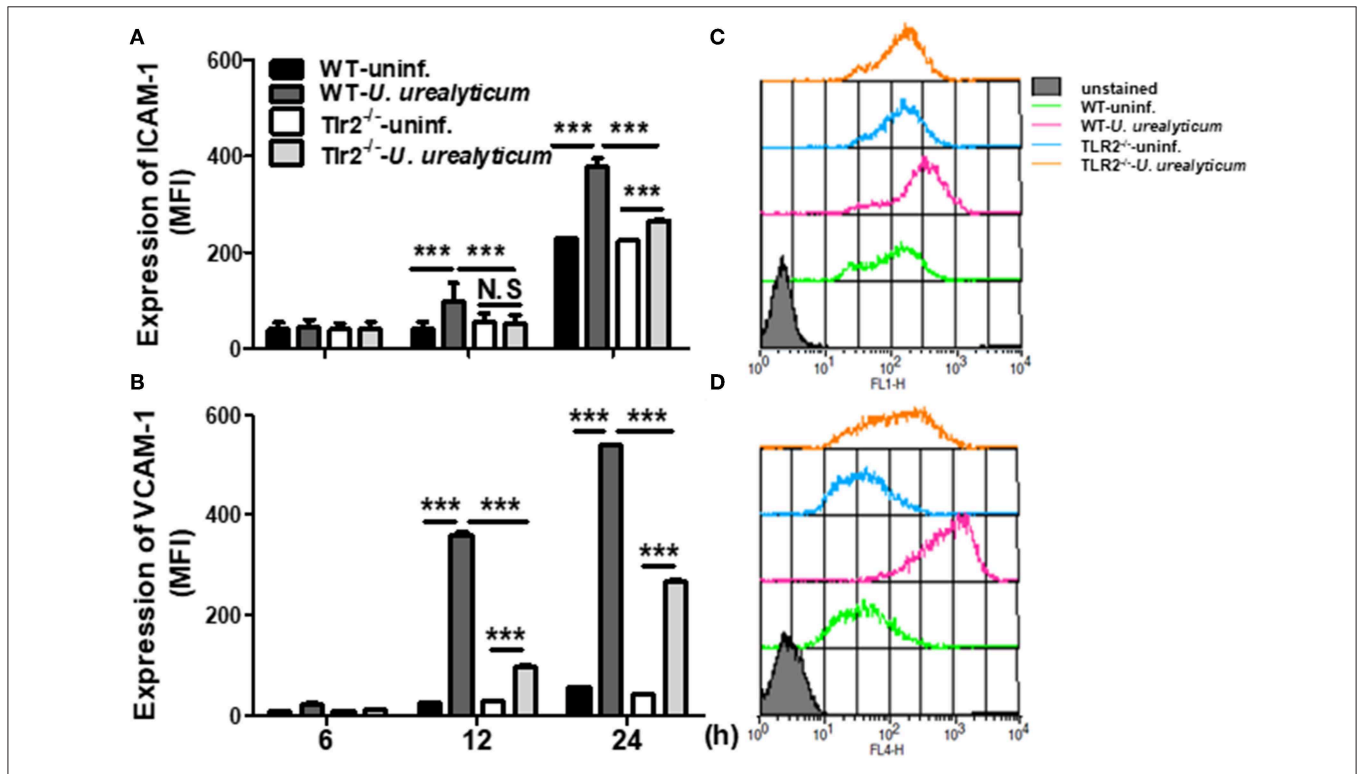 A
Expression of ICAM-1
(MFI)
600
400
200
0
WT-uninf.
WT-U. urealyticum
Tlr2-/--uninf.
Tlr2-/--U. urealyticum
*** ***
N.S
*** ***
***
B
Expression of VCAM-1
(MFI)
600
400
200
0
*** ***
***
*** ***
***
6 12 24 (h)
C
unstained
WT-uninf.
WT-U. urealyticum
TLR2-/--uninf.
TLR2-/--U. urealyticum
10^0 10^1 10^2 10^3 10^4
FL1-H
D
10^0 10^1 10^2 10^3 10^4
FL4-H